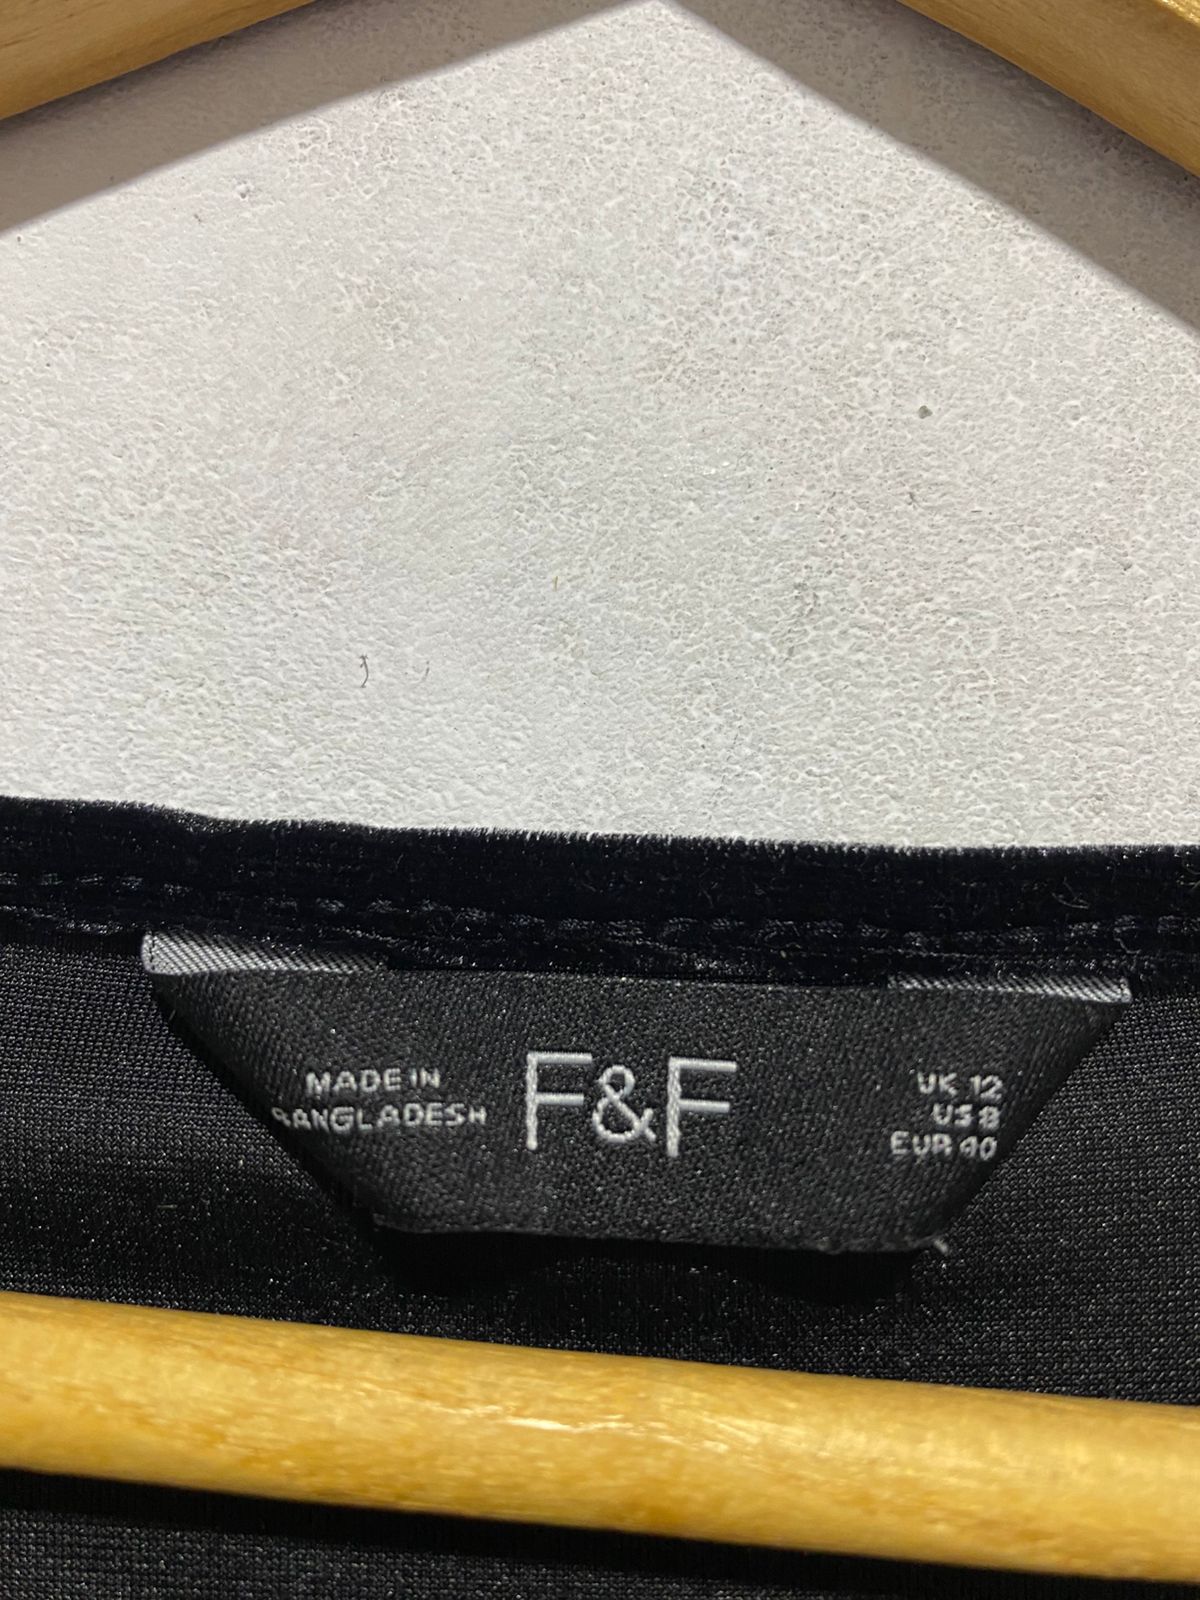 MADE IN
BANGLADESH
F&F
UK 12
US 8
EUR 40